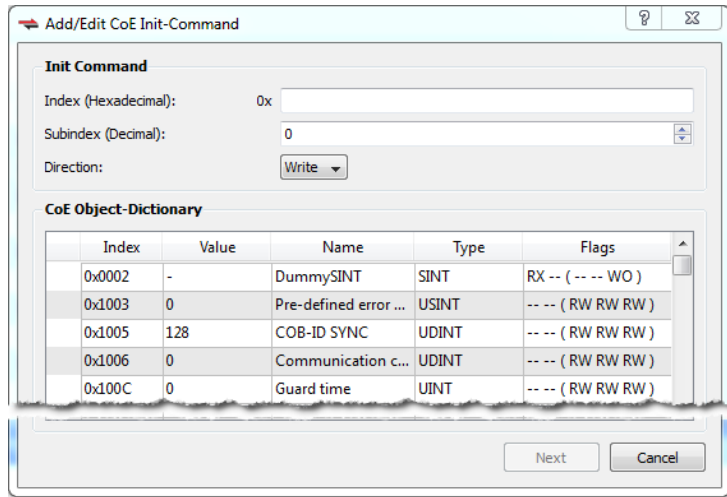 Add/Edit CoE Init-Command
Init Command
Index (Hexadecimal): 0x
Subindex (Decimal): 0
Direction: Write
CoE Object-Dictionary
Index Value Name Type Flags
0x0002 - DummySINT SINT RX -- ( -- -- WO )
0x1003 0 Pre-defined error ... USINT -- -- ( RW RW RW )
0x1005 128 COB-ID SYNC UDINT -- -- ( RW RW RW )
0x1006 0 Communication c... UDINT -- -- ( RW RW RW )
0x100C 0 Guard time UINT -- -- ( RW RW RW )
Next Cancel